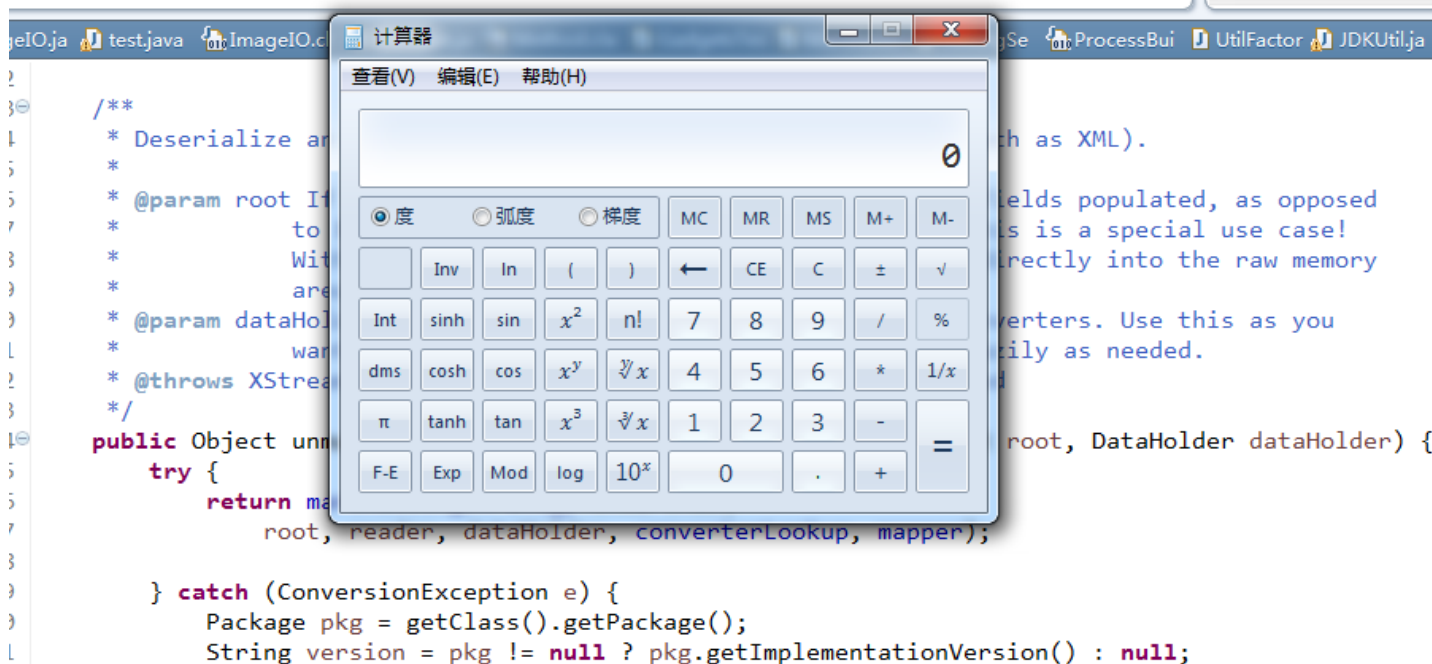 eIO.ja test.java ImageIO.cl gSe ProcessBui UtilFactor JDKUtil.ja
计算器
查看(V) 编辑(E) 帮助(H)
0
度 弧度 梯度 MC MR MS M+ M-
Inv ln ( ) ← CE C ± √
Int sinh sin x² n! 7 8 9 / %
dms cosh cos xʸ ʸ√x 4 5 6 * 1/x
π tanh tan x³ ³√x 1 2 3 - =
F-E Exp Mod log 10ˣ 0 . +
/**
* Deserialize an h as XML).
*
* @param root If ields populated, as opposed
* to is is a special use case!
* Wit irectly into the raw memory
* are
* @param dataHol verters. Use this as you
* wan ily as needed.
* @throws XStrea
*/
public Object unm root, DataHolder dataHolder) {
try {
return ma
root, reader, dataHolder, converterLookup, mapper);
} catch (ConversionException e) {
Package pkg = getClass().getPackage();
String version = pkg != null ? pkg.getImplementationVersion() : null;